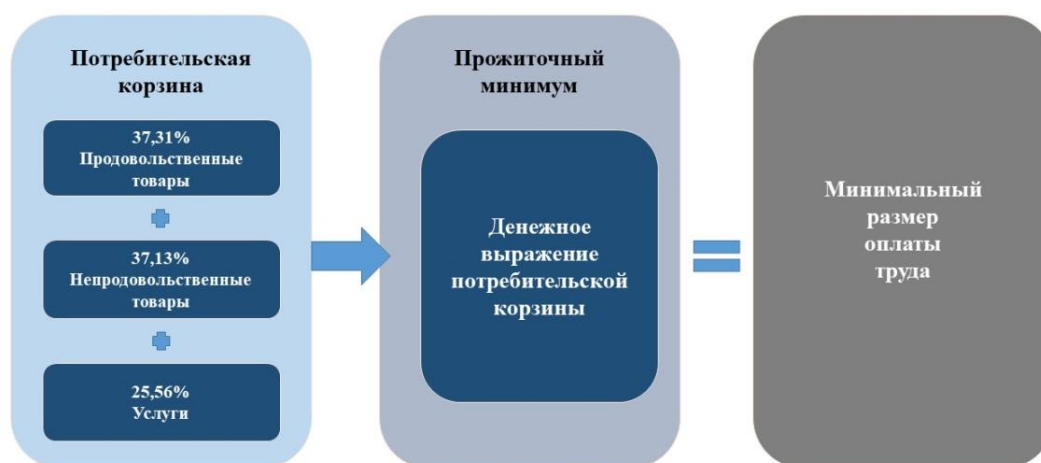 Потребительская
корзина
37,31%
Продовольственные
товары
37,13%
Непродовольственные
товары
25,56%
Услуги
Прожиточный
минимум
Денежное
выражение
потребительской
корзины
Минимальный
размер
оплаты
труда